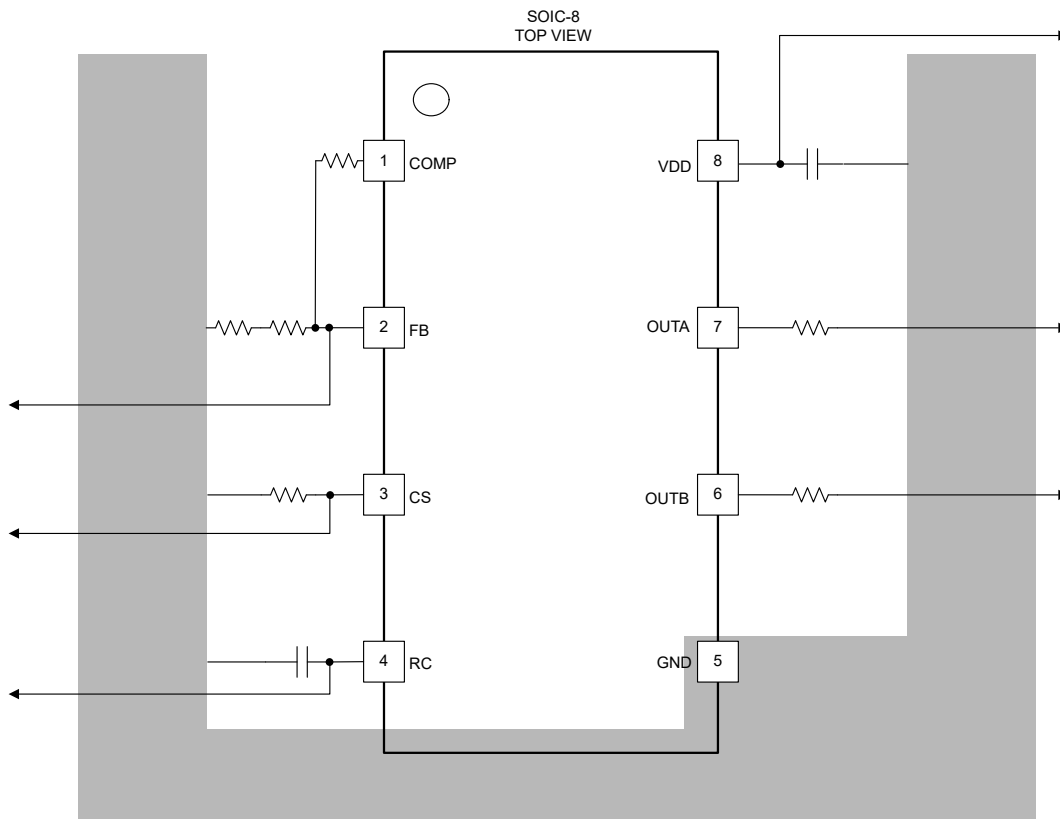 SOIC-8
TOP VIEW
1 COMP
VDD 8
2 FB
OUTA 7
3 CS
OUTB 6
4 RC
GND 5